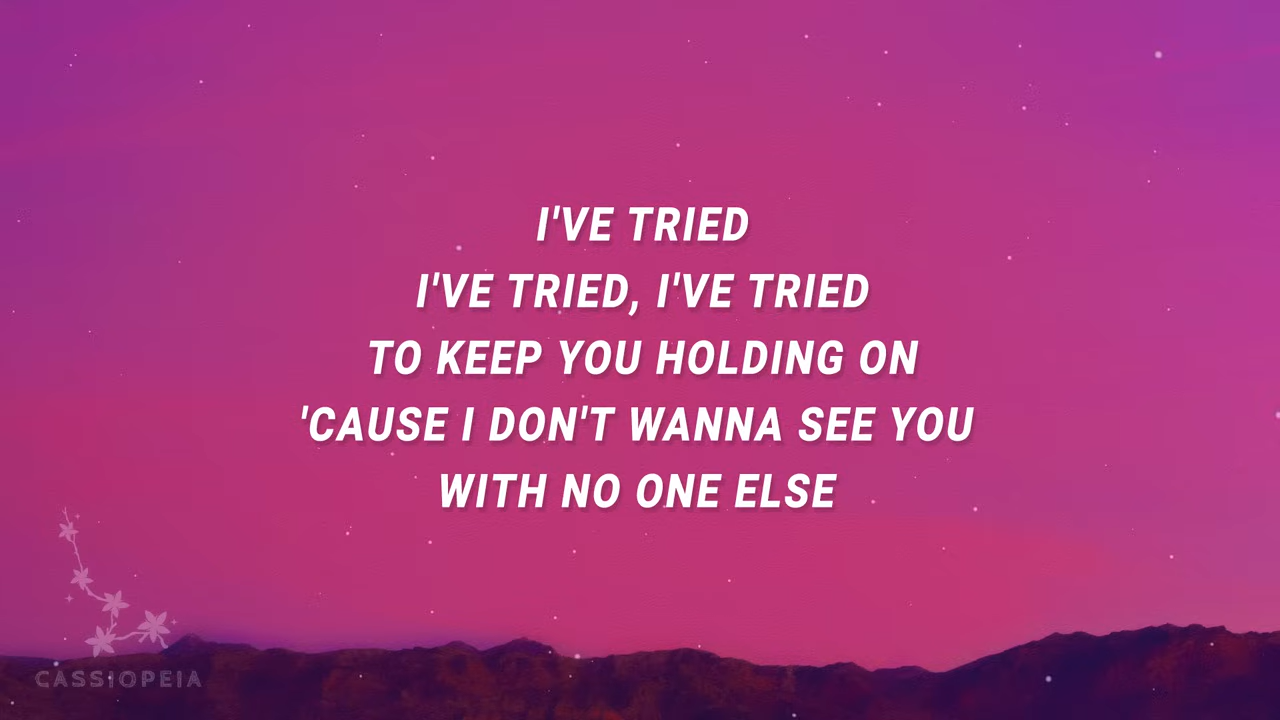 I'VE TRIED
I'VE TRIED, I'VE TRIED
TO KEEP YOU HOLDING ON
'CAUSE I DON'T WANNA SEE YOU
WITH NO ONE ELSE
CASSIOPEIA